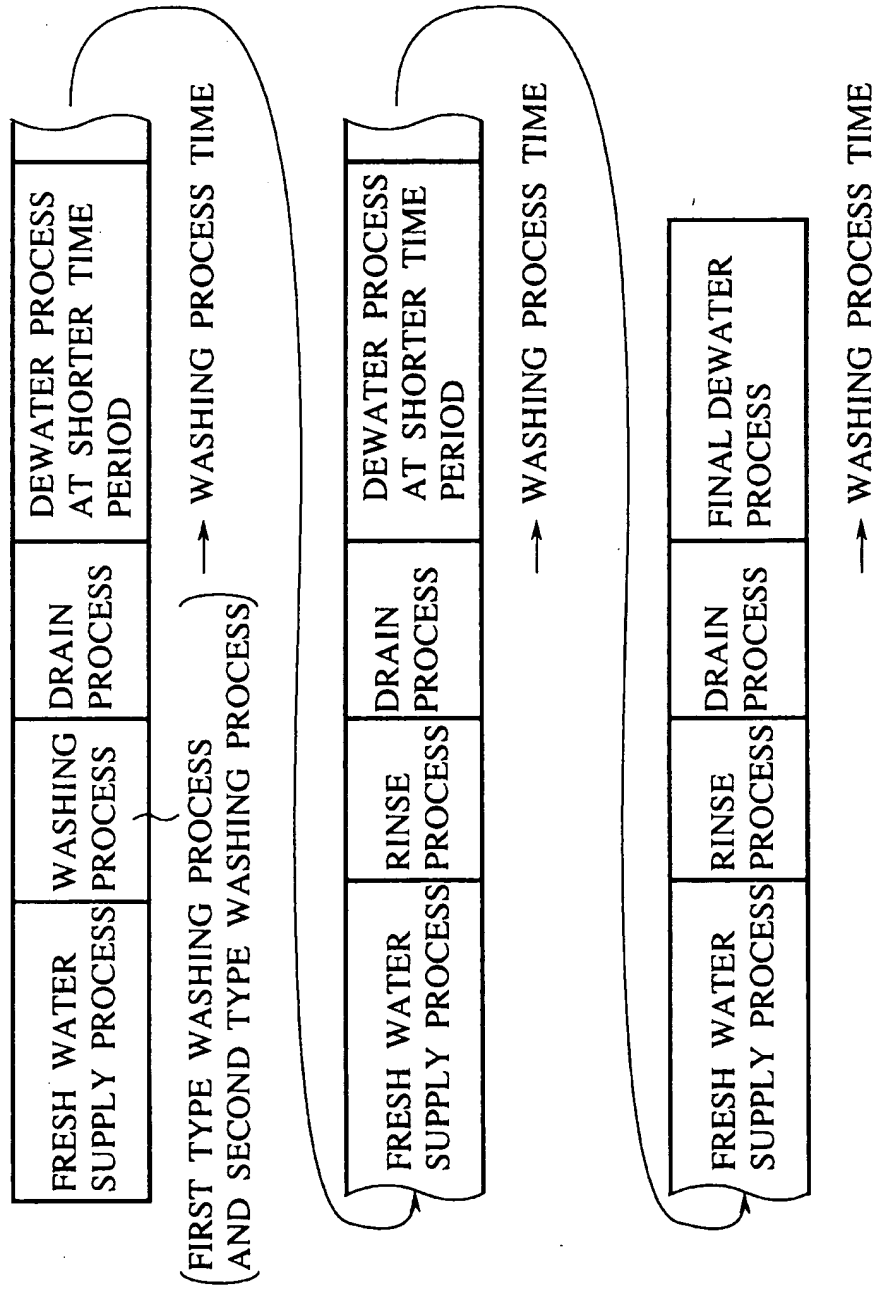 FRESH WATER
SUPPLY PROCESS
WASHING
PROCESS
DRAIN
PROCESS
DEWATER PROCESS
AT SHORTER TIME
PERIOD
(FIRST TYPE WASHING PROCESS
AND SECOND TYPE WASHING PROCESS)
→ WASHING PROCESS TIME
FRESH WATER
SUPPLY PROCESS
RINSE
PROCESS
DRAIN
PROCESS
DEWATER PROCESS
AT SHORTER TIME
PERIOD
→ WASHING PROCESS TIME
FRESH WATER
SUPPLY PROCESS
RINSE
PROCESS
DRAIN
PROCESS
FINAL DEWATER
PROCESS
→ WASHING PROCESS TIME